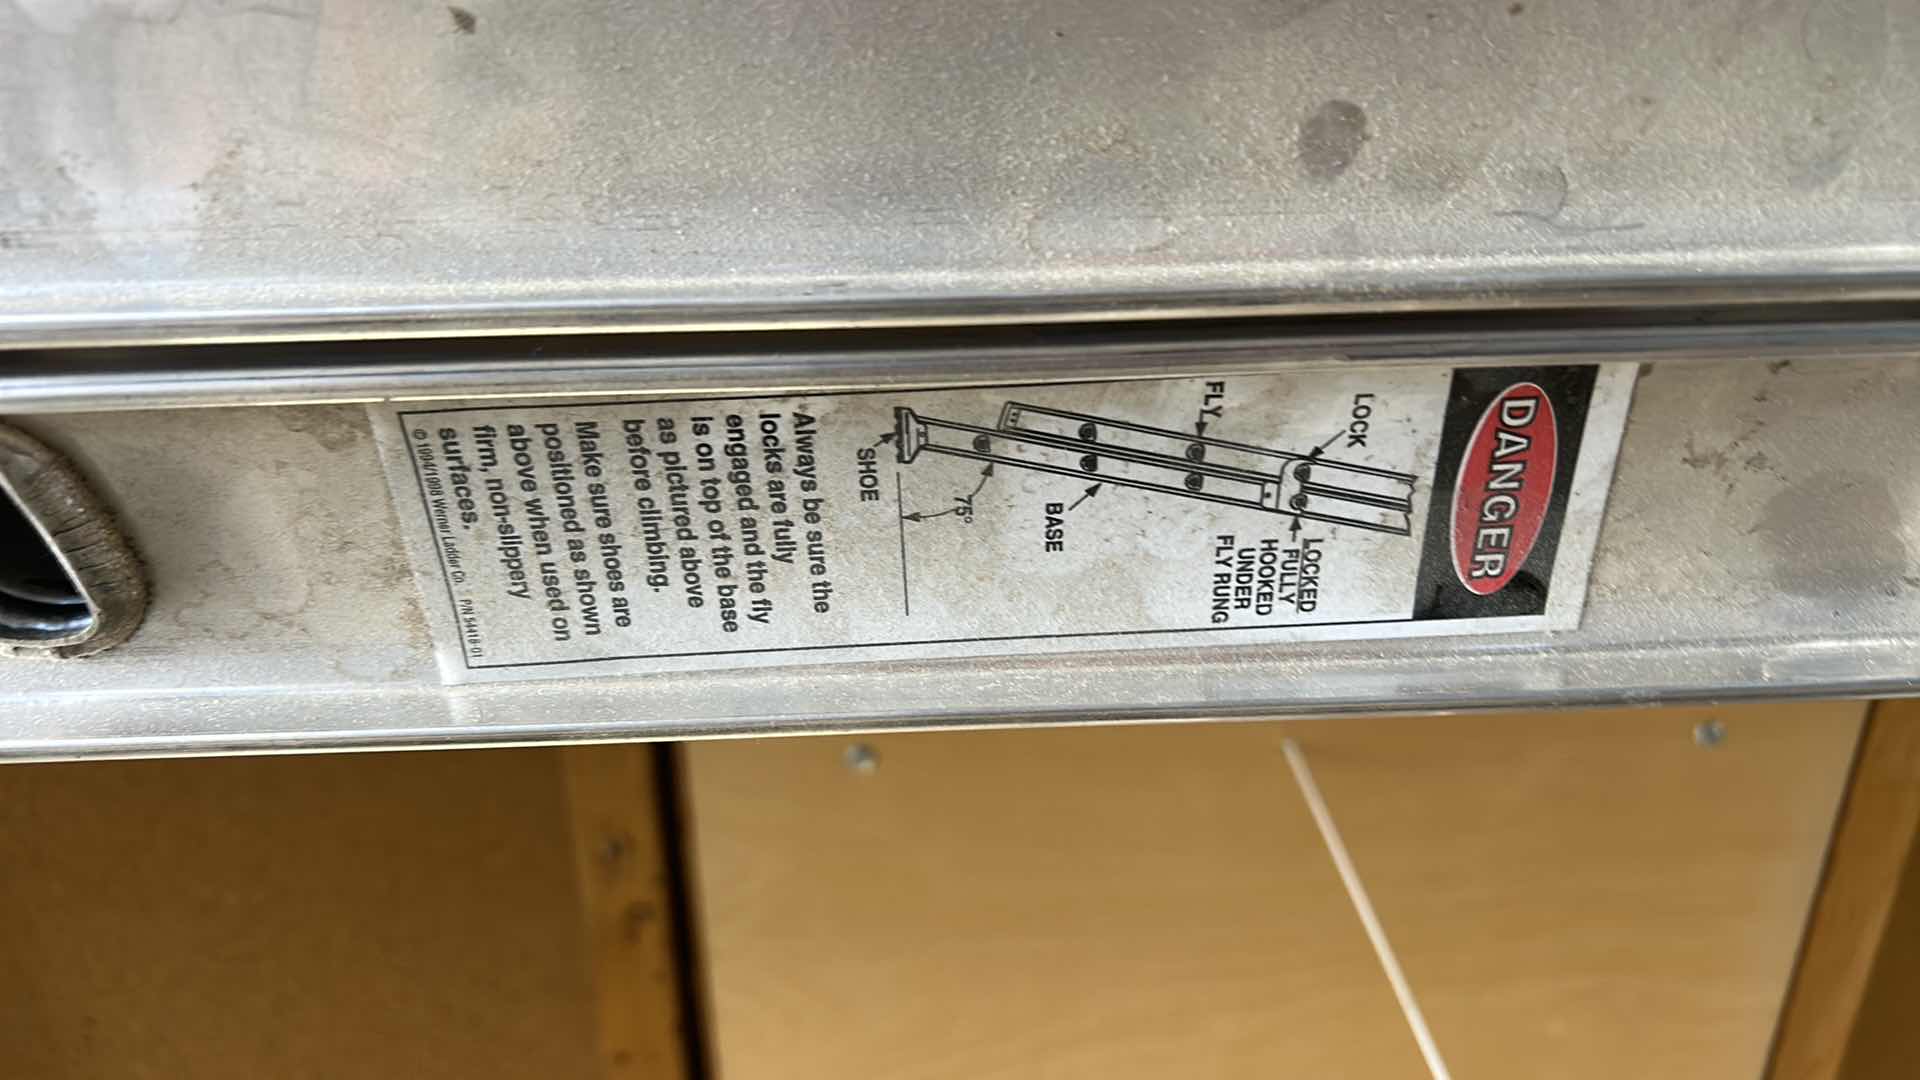 DANGER
LOCK
FLY
LOCKED
FULLY
HOOKED
UNDER
FLY RUNG
BASE
75°
SHOE
Always be sure the
locks are fully
engaged and the fly
is on top of the base
as pictured above
before climbing.
Make sure shoes are
positioned as shown
above when used on
firm, non-slippery
surfaces.
© 1994/1998 Werner Ladder Co. P/N 94418-01